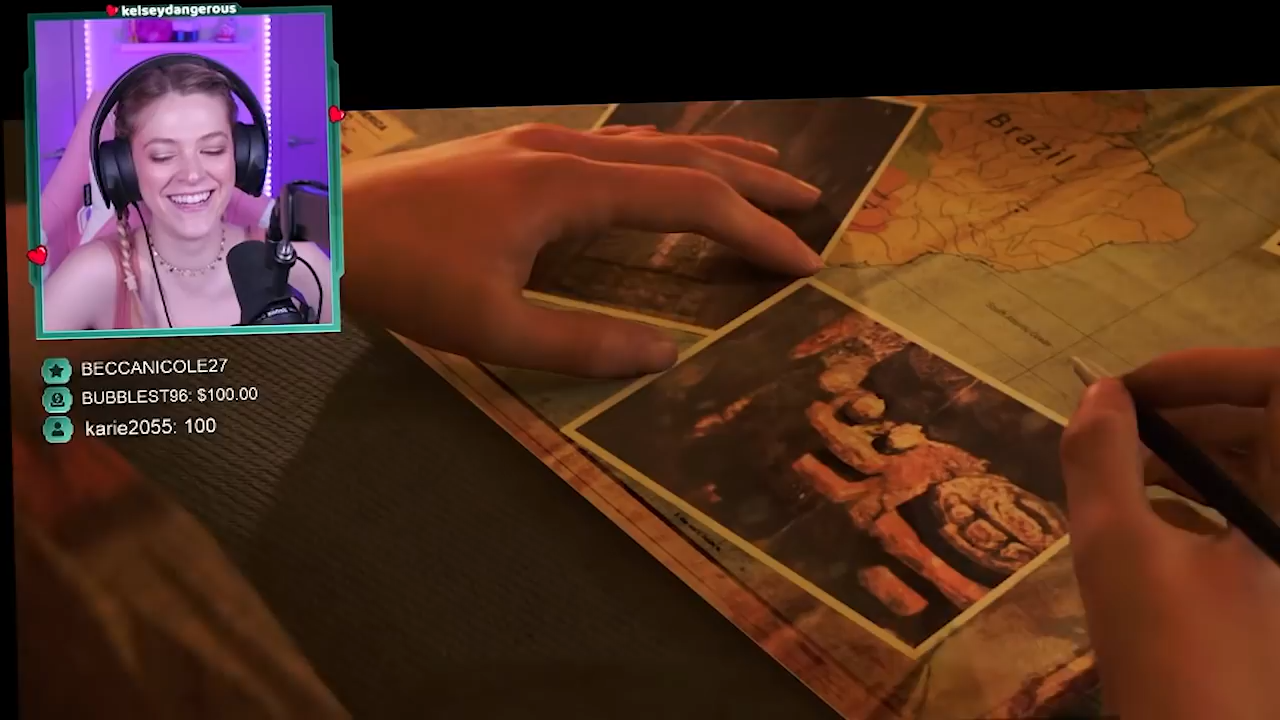 kelseydangerous
Brazil
BECCANICOLE27
BUBBLEST96: $100.00
karie2055: 100